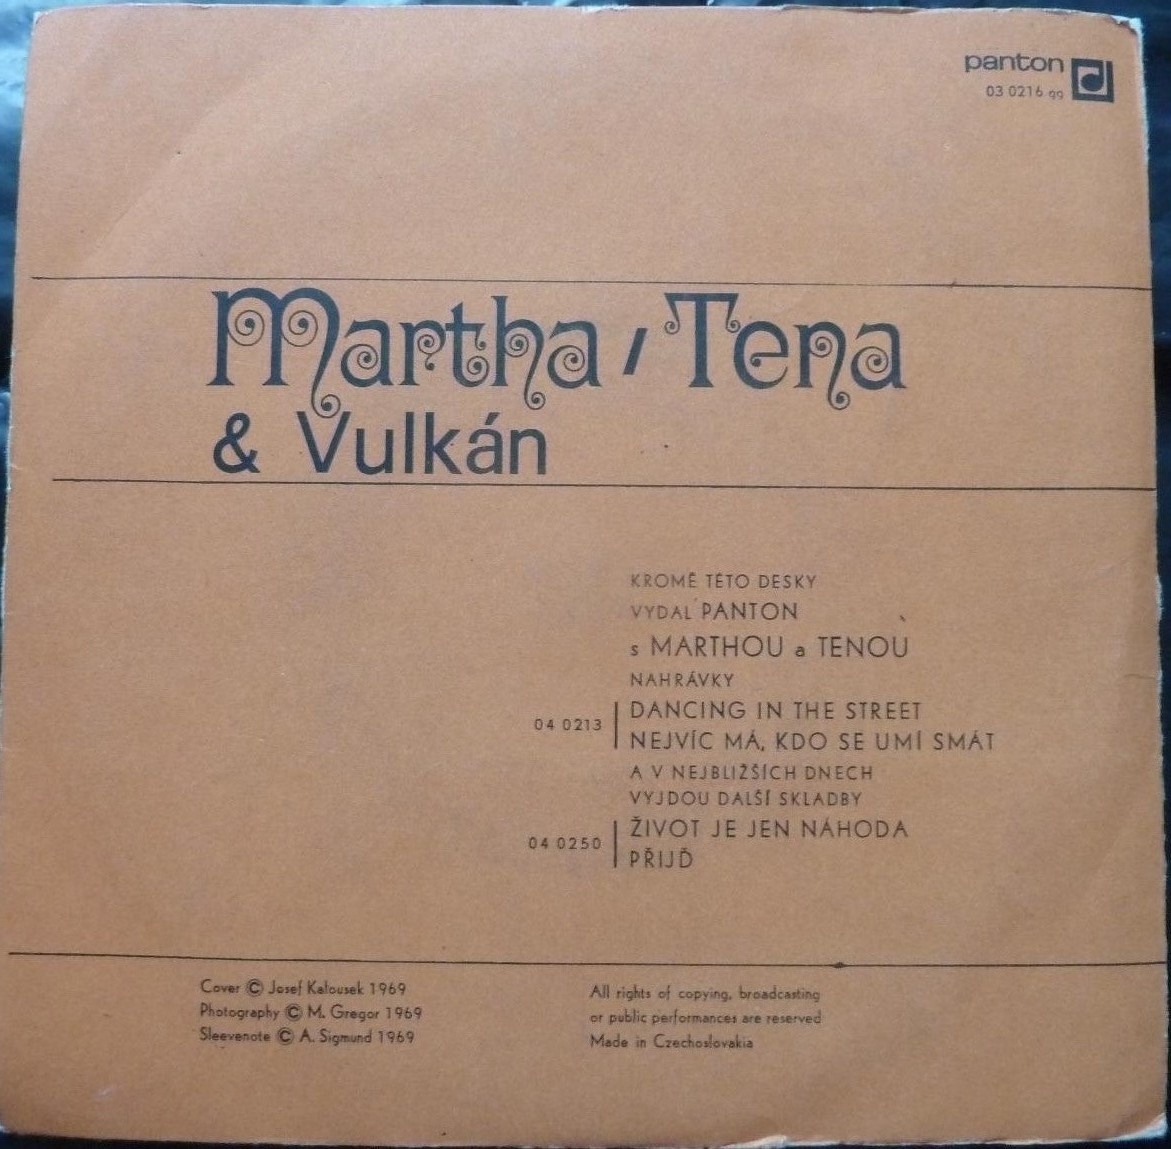 panton
03 0216 qq
Martha / Tena
& Vulkán
KROMĚ TÉTO DESKY
VYDAL PANTON
s MARTHOU a TENOU
NAHRÁVKY
04 0213
DANCING IN THE STREET
NEJVÍC MÁ, KDO SE UMÍ SMÁT
A V NEJBLIŽŠÍCH DNECH
VYJDOU DALŠÍ SKLADBY
04 0250
ŽIVOT JE JEN NÁHODA
PŘIJĎ
Cover © Josef Kalousek 1969
Photography © M. Gregor 1969
Sleevenote © A. Sigmund 1969
All rights of copying, broadcasting
or public performances are reserved
Made in Czechoslovakia